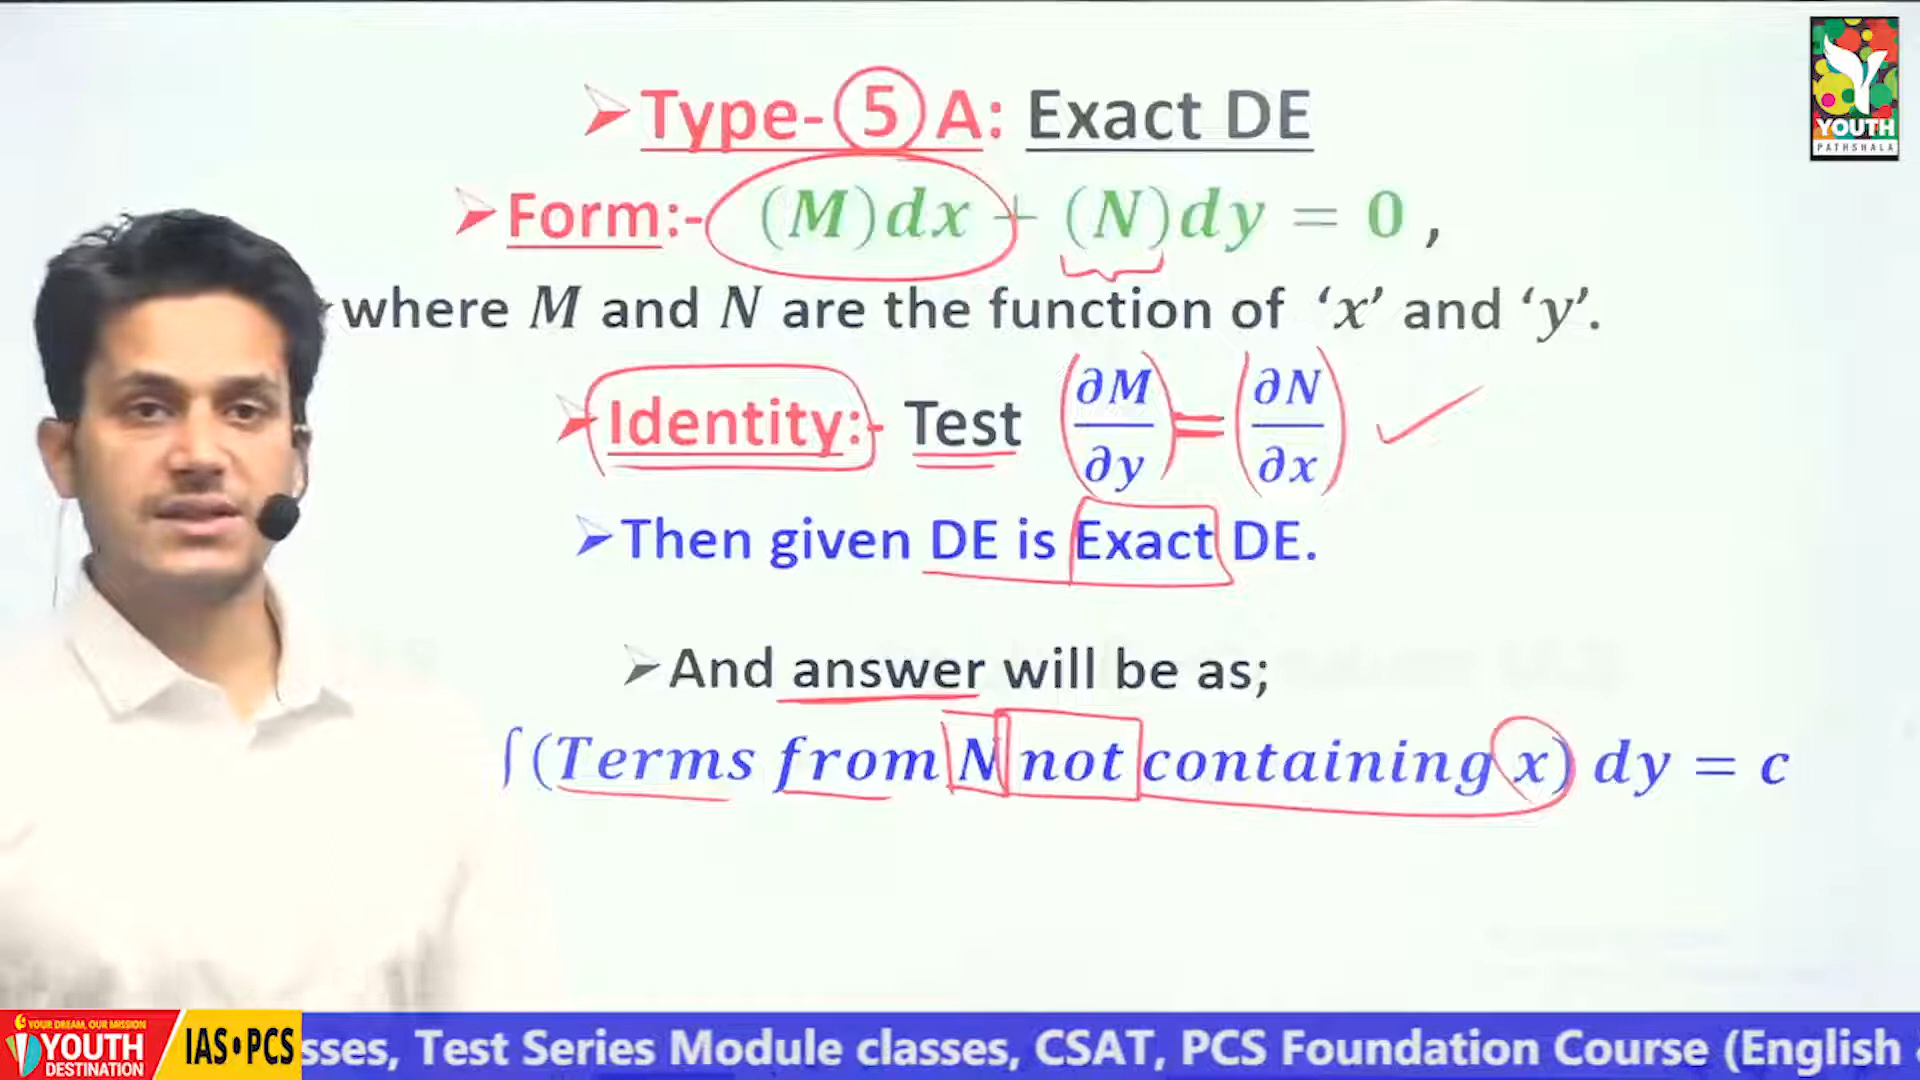 Type- 5 A: Exact DE
Form:- (M)dx + (N)dy = 0 ,
where M and N are the function of ‘x’ and ‘y’.
Identity:- Test (∂M/∂y) = (∂N/∂x)
Then given DE is Exact DE.
And answer will be as;
∫(Terms from N not containing x) dy = c
YOUTH
PATHSHALA
YOUR DREAM, OUR MISSION
YOUTH
DESTINATION
IAS•PCS
sses, Test Series Module classes, CSAT, PCS Foundation Course (English